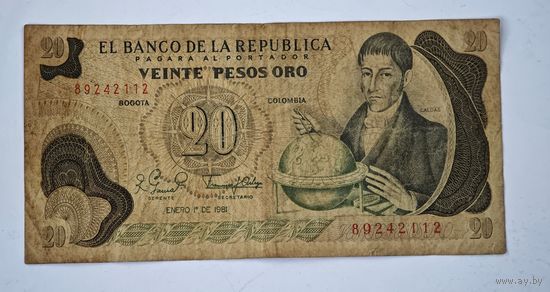 20
20
EL BANCO DE LA REPUBLICA
PAGARA AL PORTADOR
VEINTE PESOS ORO
89242112
BOGOTA
COLOMBIA
CALDAS
20
GERENTE
SECRETARIO
ENERO 1º DE 1981
89242112
20
20
www.ay.by